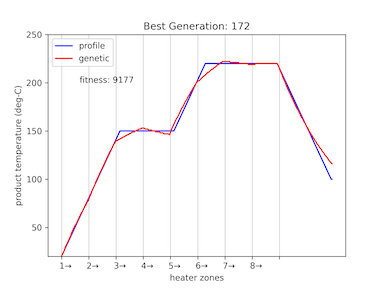 Best Generation: 172
250
200
150
100
50
product temperature (deg-C)
profile
genetic
fitness: 9177
1→ 2→ 3→ 4→ 5→ 6→ 7→ 8→
heater zones